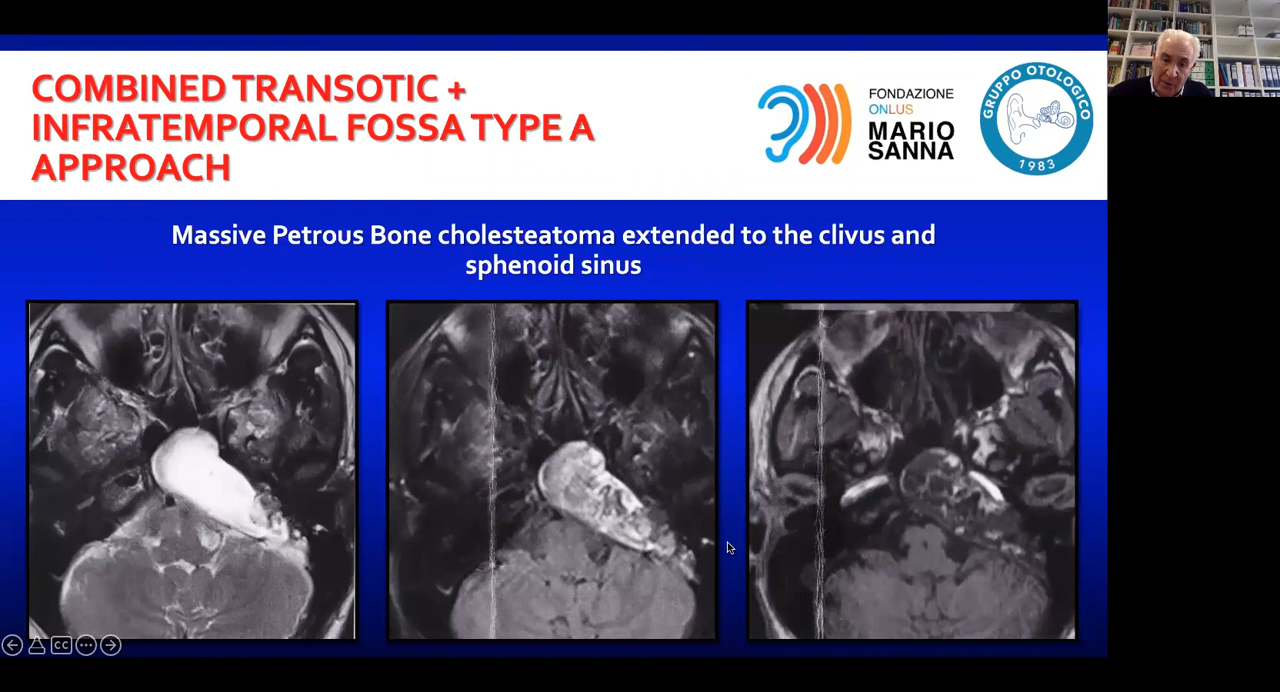 COMBINED TRANSOTIC +
INFRATEMPORAL FOSSA TYPE A
APPROACH
FONDAZIONE
ONLUS
MARIO
SANNA
GRUPPO OTOLOGICO
1983
Massive Petrous Bone cholesteatoma extended to the clivus and
sphenoid sinus
CC